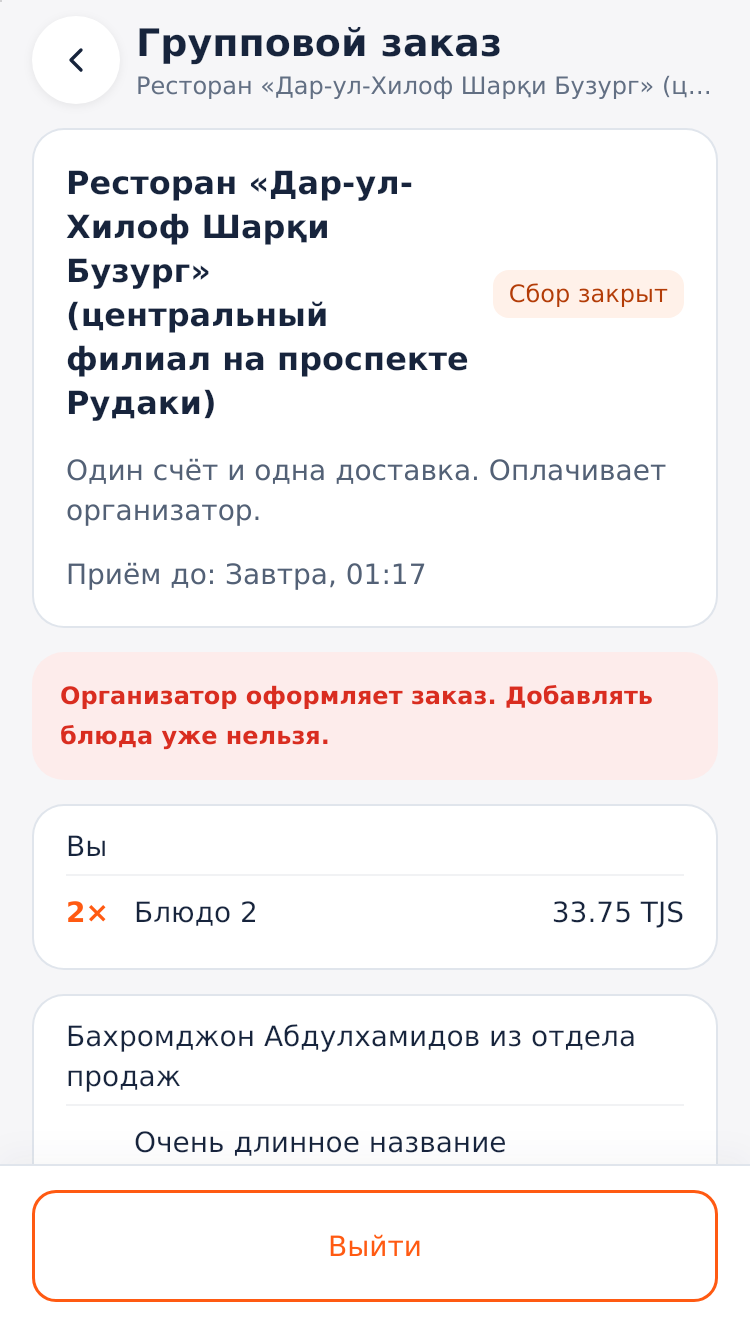 Групповой заказ
Ресторан «Дар-ул-Хилоф Шарқи Бузург» (ц...
Ресторан «Дар-ул-
Хилоф Шарқи
Бузург»
(центральный
филиал на проспекте
Рудаки)
Сбор закрыт
Один счёт и одна доставка. Оплачивает
организатор.
Приём до: Завтра, 01:17
Организатор оформляет заказ. Добавлять
блюда уже нельзя.
Вы
2× Блюдо 2 33.75 TJS
Бахромджон Абдулхамидов из отдела
продаж
Очень длинное название
Выйти